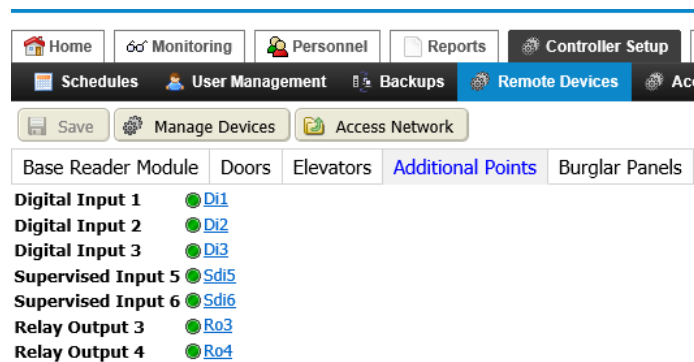 Home Monitoring Personnel Reports Controller Setup
Schedules User Management Backups Remote Devices
Save Manage Devices Access Network
Base Reader Module Doors Elevators Additional Points Burglar Panels
Digital Input 1 Di1
Digital Input 2 Di2
Digital Input 3 Di3
Supervised Input 5 Sdi5
Supervised Input 6 Sdi6
Relay Output 3 Ro3
Relay Output 4 Ro4